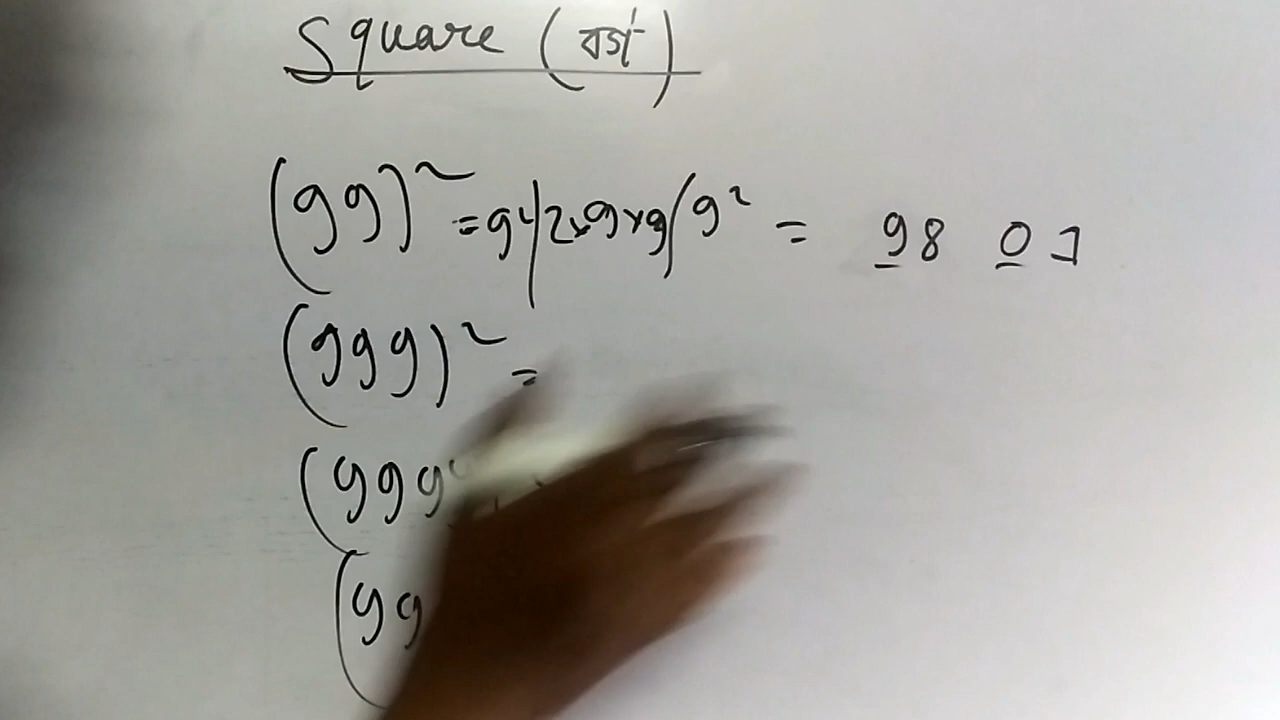 Square (বর্গ)
(99)² = 9²/2×9×9/9² = 98 01
(999)² =
(999
(99